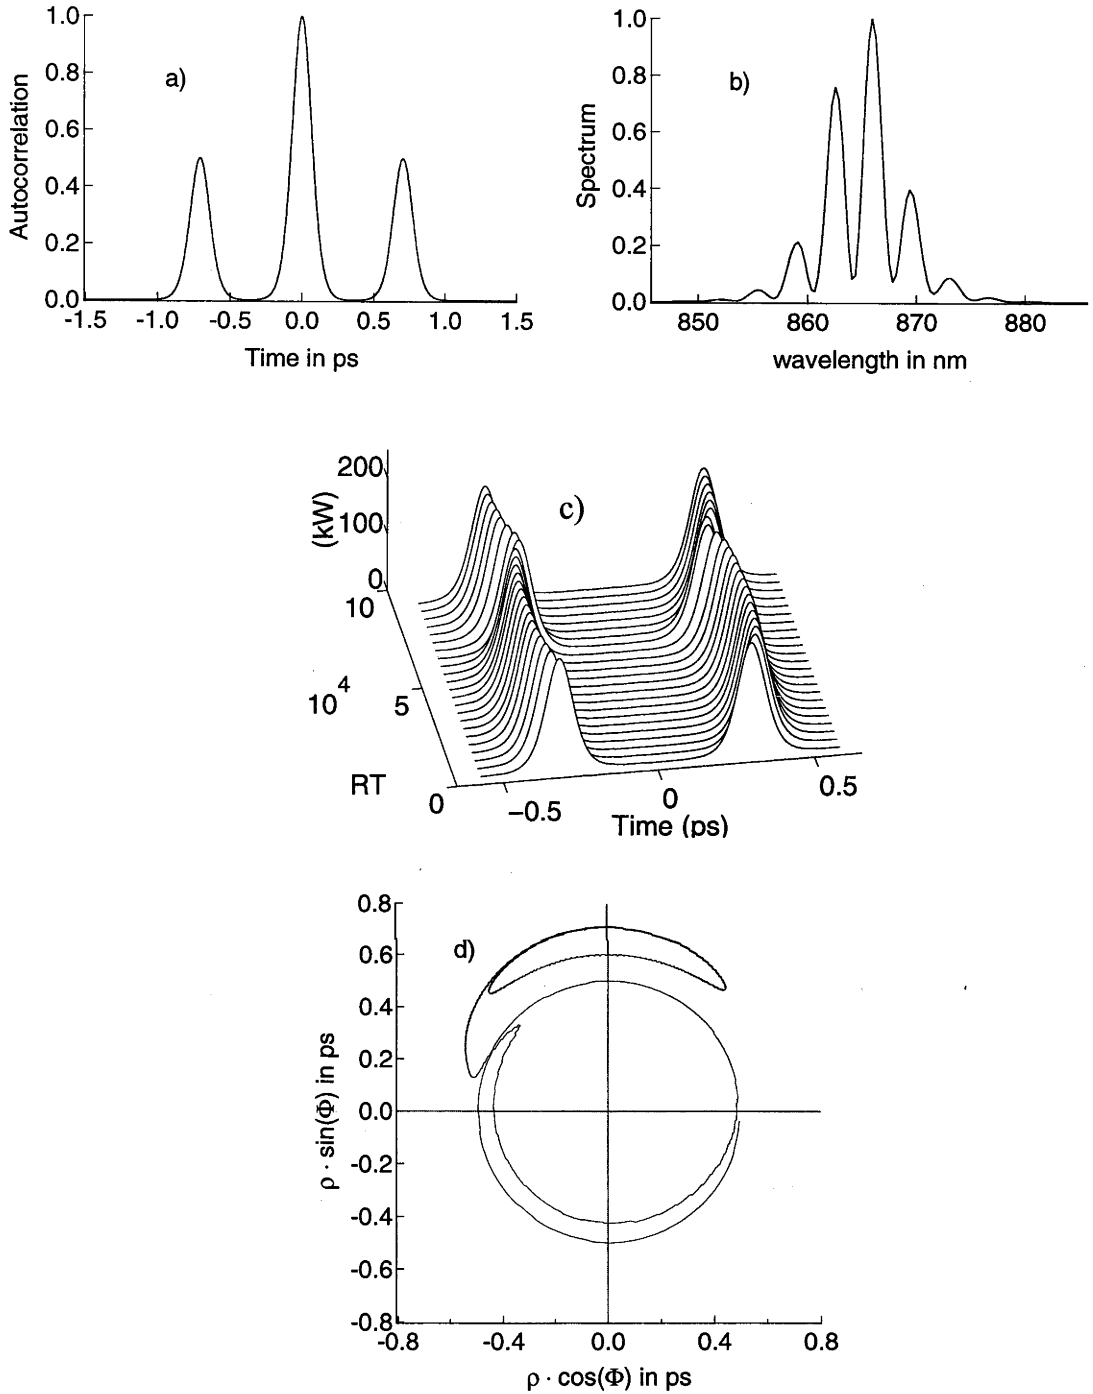 a)
Autocorrelation
1.0
0.8
0.6
0.4
0.2
0.0
-1.5 -1.0 -0.5 0.0 0.5 1.0 1.5
Time in ps
b)
Spectrum
1.0
0.8
0.6
0.4
0.2
0.0
850 860 870 880
wavelength in nm
c)
(kW)
200
100
0
10
10^4
5
RT
0
−0.5 0 0.5
Time (ps)
d)
ρ · sin(Φ) in ps
0.8
0.6
0.4
0.2
0.0
-0.2
-0.4
-0.6
-0.8
-0.8 -0.4 0.0 0.4 0.8
ρ · cos(Φ) in ps